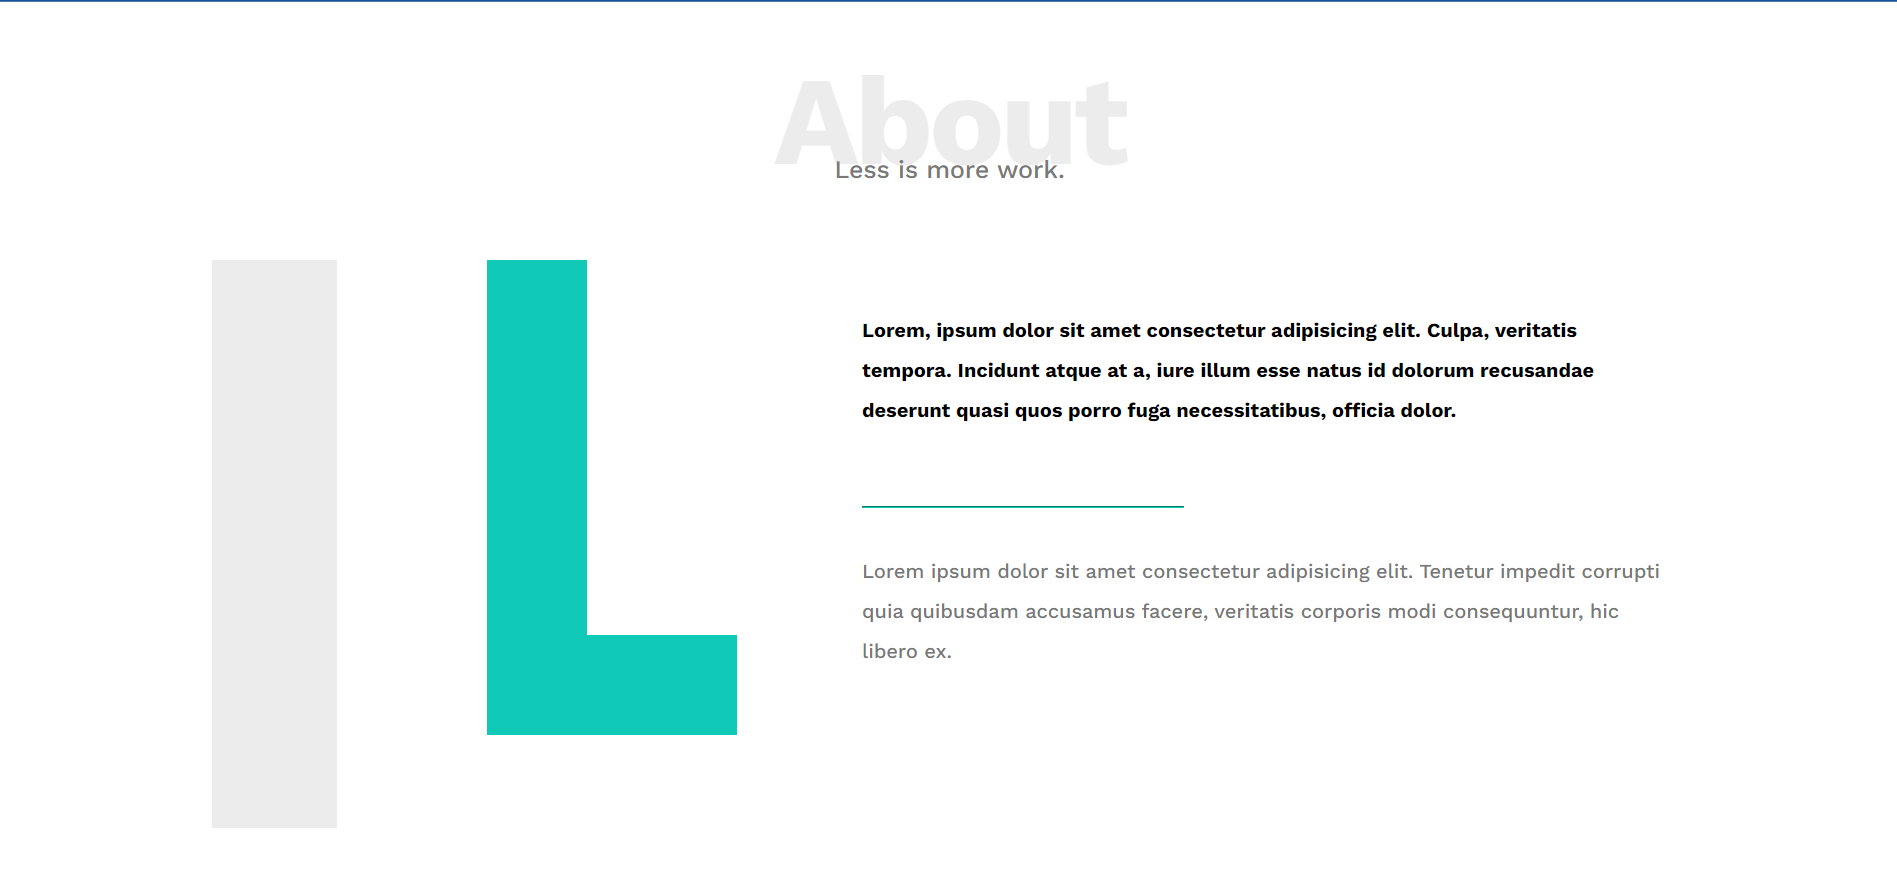 About
Less is more work.
Lorem, ipsum dolor sit amet consectetur adipisicing elit. Culpa, veritatis
tempora. Incidunt atque at a, iure illum esse natus id dolorum recusandae
deserunt quasi quos porro fuga necessitatibus, officia dolor.
Lorem ipsum dolor sit amet consectetur adipisicing elit. Tenetur impedit corrupti
quia quibusdam accusamus facere, veritatis corporis modi consequuntur, hic
libero ex.